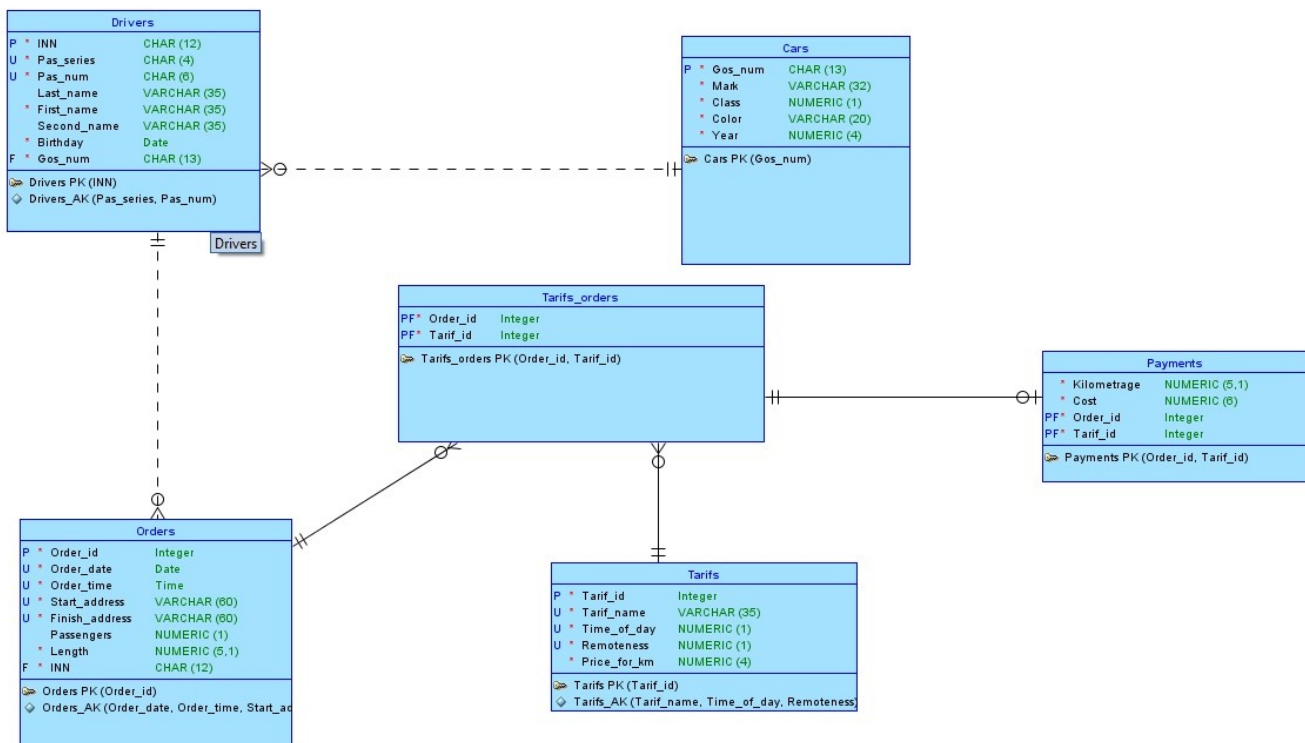 Drivers
P * INN CHAR (12)
U * Pas_series CHAR (4)
U * Pas_num CHAR (6)
Last_name VARCHAR (35)
* First_name VARCHAR (35)
Second_name VARCHAR (35)
* Birthday Date
F * Gos_num CHAR (13)
Drivers PK (INN)
Drivers_AK (Pas_series, Pas_num)
Drivers
Cars
P * Gos_num CHAR (13)
* Mark VARCHAR (32)
* Class NUMERIC (1)
* Color VARCHAR (20)
* Year NUMERIC (4)
Cars PK (Gos_num)
Tarifs_orders
PF* Order_id Integer
PF* Tarif_id Integer
Tarifs_orders PK (Order_id, Tarif_id)
Payments
* Kilometrage NUMERIC (5,1)
* Cost NUMERIC (6)
PF* Order_id Integer
PF* Tarif_id Integer
Payments PK (Order_id, Tarif_id)
Orders
P * Order_id Integer
U * Order_date Date
U * Order_time Time
U * Start_address VARCHAR (60)
U * Finish_address VARCHAR (60)
Passengers NUMERIC (1)
* Length NUMERIC (5,1)
F * INN CHAR (12)
Orders PK (Order_id)
Orders_AK (Order_date, Order_time, Start_ad
Tarifs
P * Tarif_id Integer
U * Tarif_name VARCHAR (35)
U * Time_of_day NUMERIC (1)
U * Remoteness NUMERIC (1)
* Price_for_km NUMERIC (4)
Tarifs PK (Tarif_id)
Tarifs_AK (Tarif_name, Time_of_day, Remoteness)